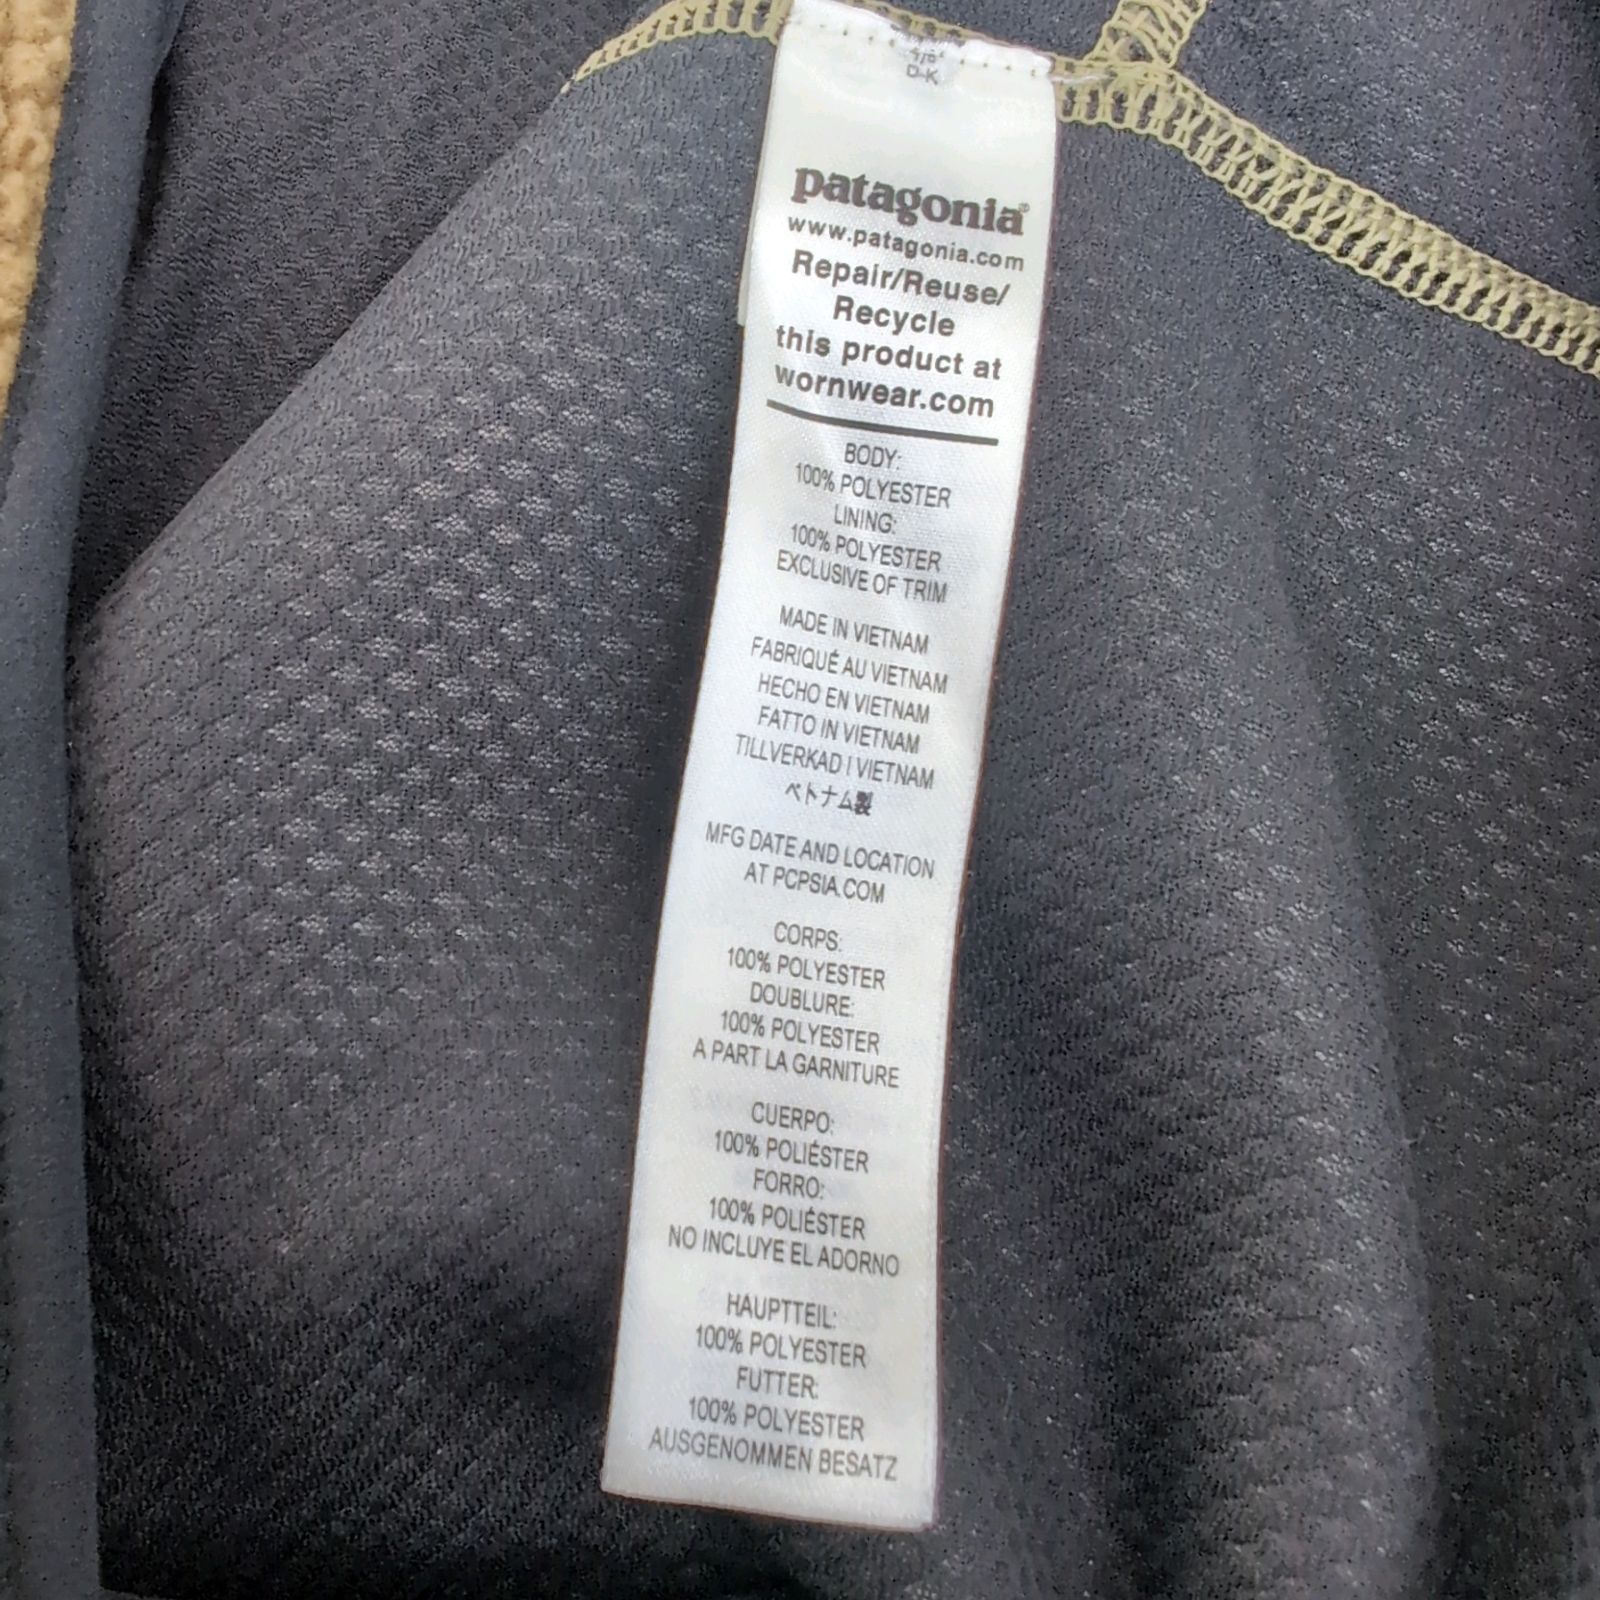 D-K
patagonia®
www.patagonia.com
Repair/Reuse/
Recycle
this product at
wornwear.com
BODY:
100% POLYESTER
LINING:
100% POLYESTER
EXCLUSIVE OF TRIM
MADE IN VIETNAM
FABRIQUÉ AU VIETNAM
HECHO EN VIETNAM
FATTO IN VIETNAM
TILLVERKAD I VIETNAM
ベトナム製
MFG DATE AND LOCATION
AT PCPSIA.COM
CORPS:
100% POLYESTER
DOUBLURE:
100% POLYESTER
A PART LA GARNITURE
CUERPO:
100% POLIÉSTER
FORRO:
100% POLIÉSTER
NO INCLUYE EL ADORNO
HAUPTTEIL:
100% POLYESTER
FUTTER:
100% POLYESTER
AUSGENOMMEN BESATZ